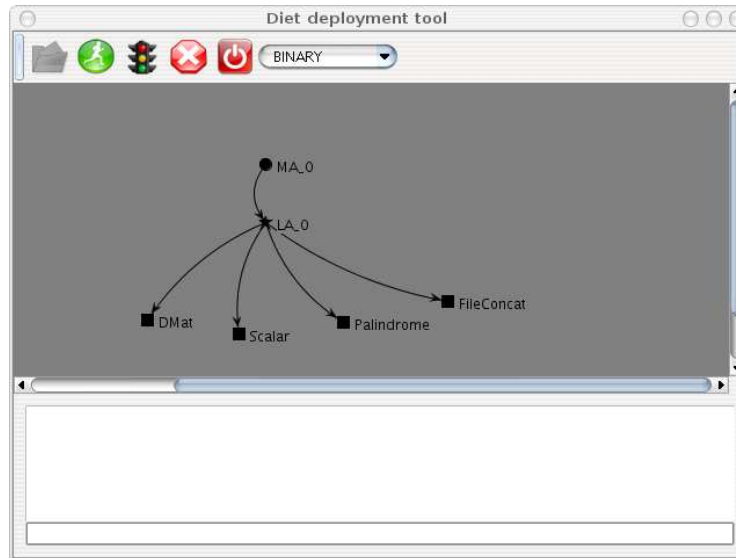 Diet deployment tool
BINARY
MA_0
LA_0
FileConcat
DMat
Palindrome
Scalar